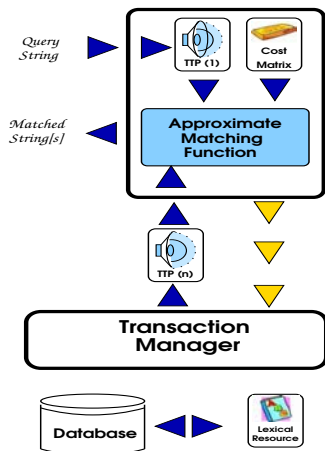 Query
String
TTP (1)
Cost
Matrix
Matched
String[s]
Approximate
Matching
Function
TTP (n)
Transaction
Manager
Database
Lexical
Resource